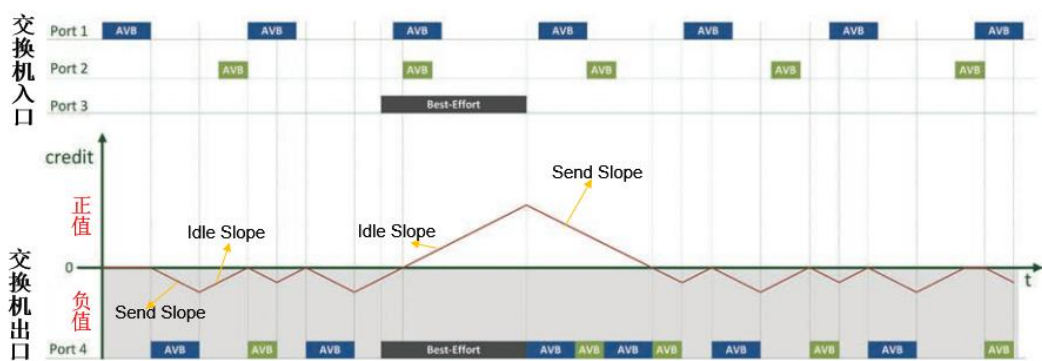 交换机入口
Port 1 AVB AVB AVB AVB AVB AVB AVB
Port 2 AVB AVB AVB AVB AVB
Port 3 Best-Effort
credit
正值
Idle Slope
Idle Slope
Send Slope
0
t
交换机出口
负值
Send Slope
Port 4 AVB AVB AVB Best-Effort AVB AVB AVB AVB AVB AVB AVB AVB